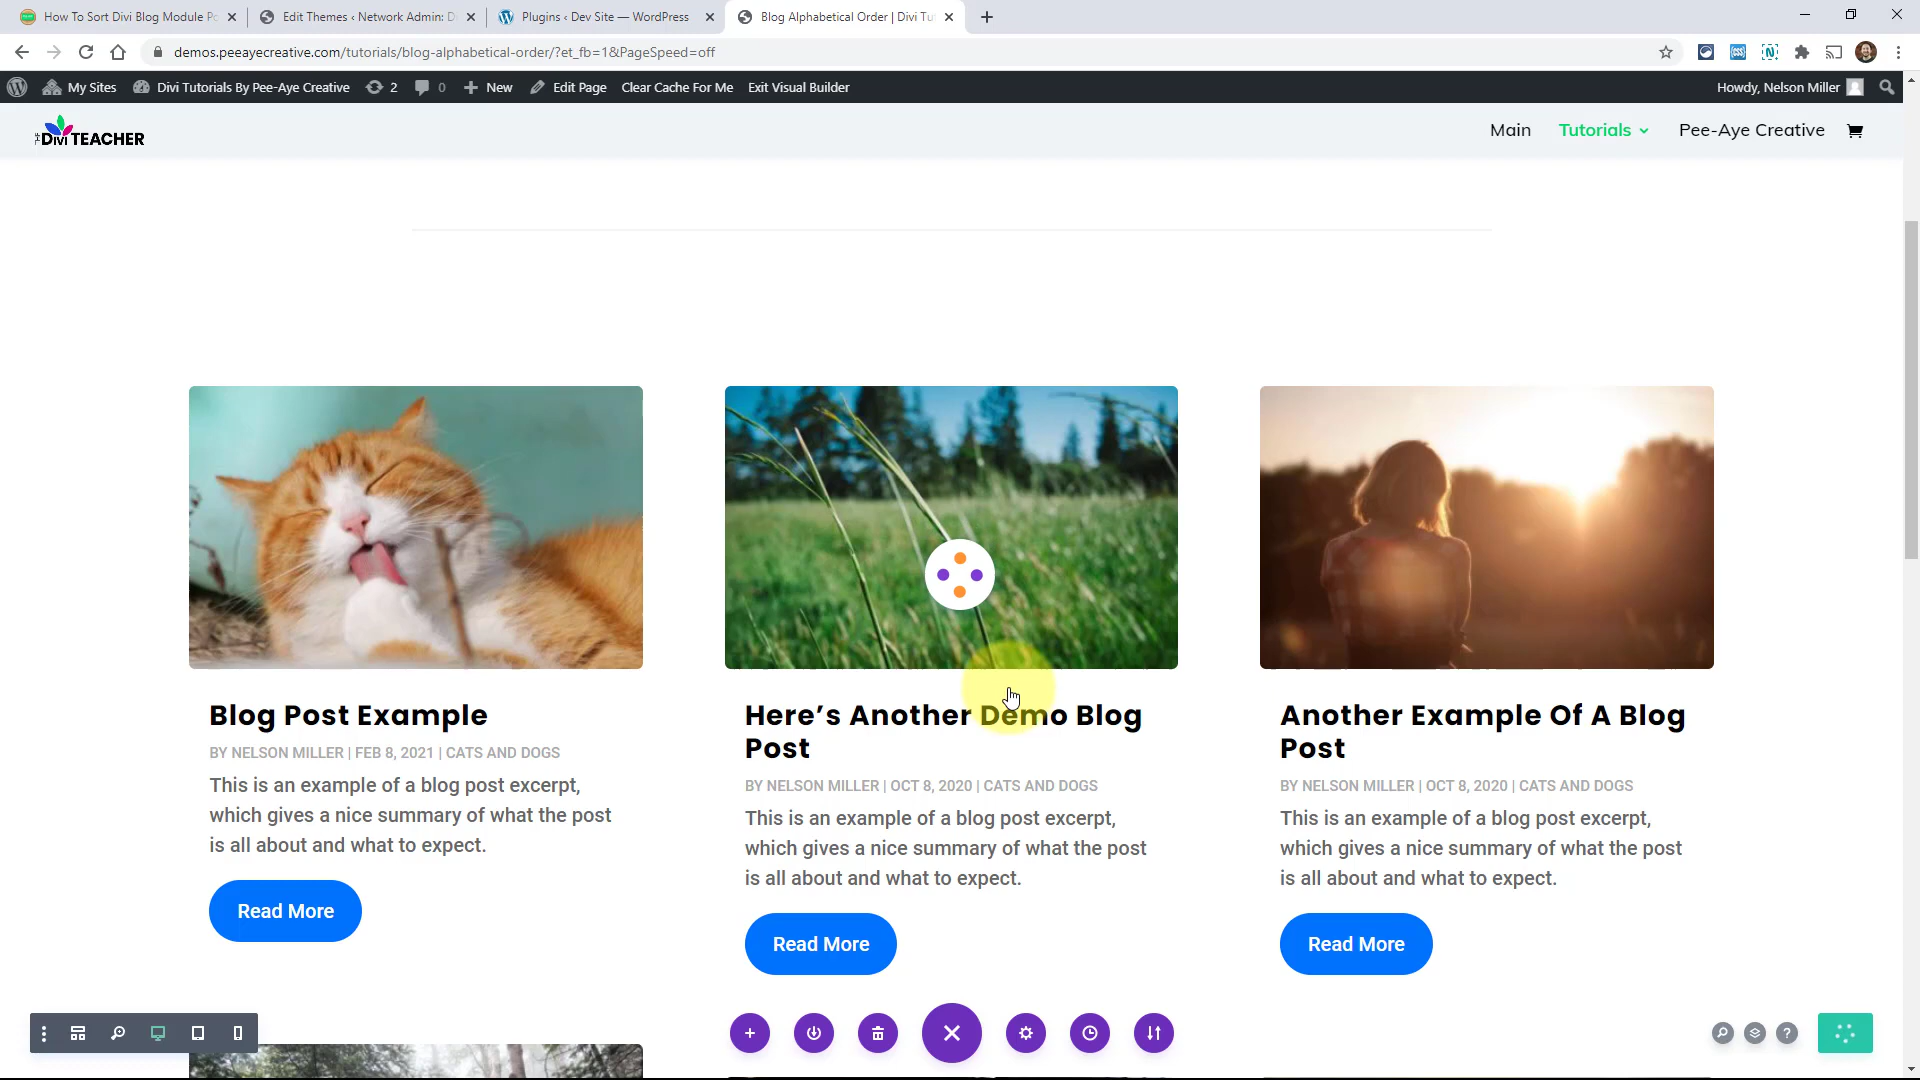 How To Sort Divi Blog Module Po
Edit Themes ‹ Network Admin: D
Plugins ‹ Dev Site — WordPress
Blog Alphabetical Order | Divi Tu
demos.peeayecreative.com/tutorials/blog-alphabetical-order/?et_fb=1&PageSpeed=off
My Sites
Divi Tutorials By Pee-Aye Creative
2
0
New
Edit Page
Clear Cache For Me
Exit Visual Builder
Howdy, Nelson Miller
THE DIVI TEACHER
Main
Tutorials
Pee-Aye Creative
Blog Post Example
BY NELSON MILLER | FEB 8, 2021 | CATS AND DOGS
This is an example of a blog post excerpt,
which gives a nice summary of what the post
is all about and what to expect.
Read More
Here’s Another Demo Blog
Post
BY NELSON MILLER | OCT 8, 2020 | CATS AND DOGS
This is an example of a blog post excerpt,
which gives a nice summary of what the post
is all about and what to expect.
Read More
Another Example Of A Blog
Post
BY NELSON MILLER | OCT 8, 2020 | CATS AND DOGS
This is an example of a blog post excerpt,
which gives a nice summary of what the post
is all about and what to expect.
Read More